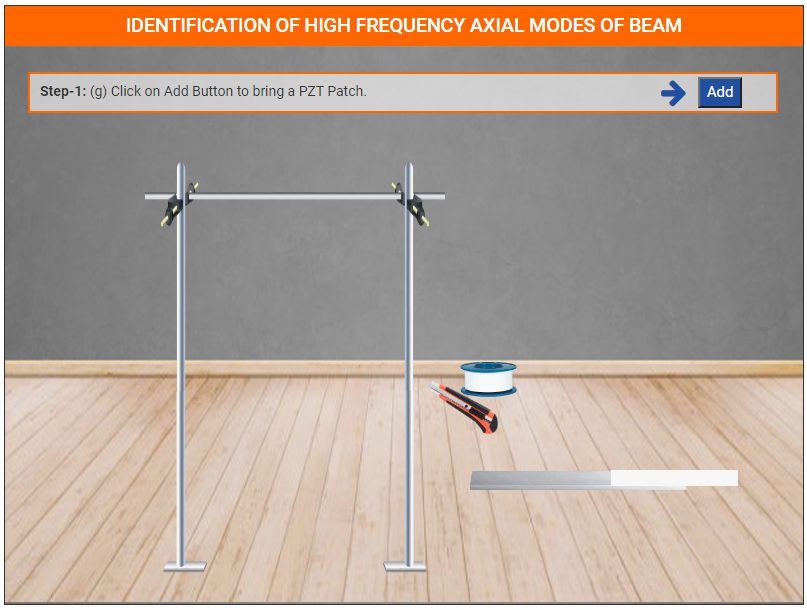 IDENTIFICATION OF HIGH FREQUENCY AXIAL MODES OF BEAM
Step-1: (g) Click on Add Button to bring a PZT Patch.
Add